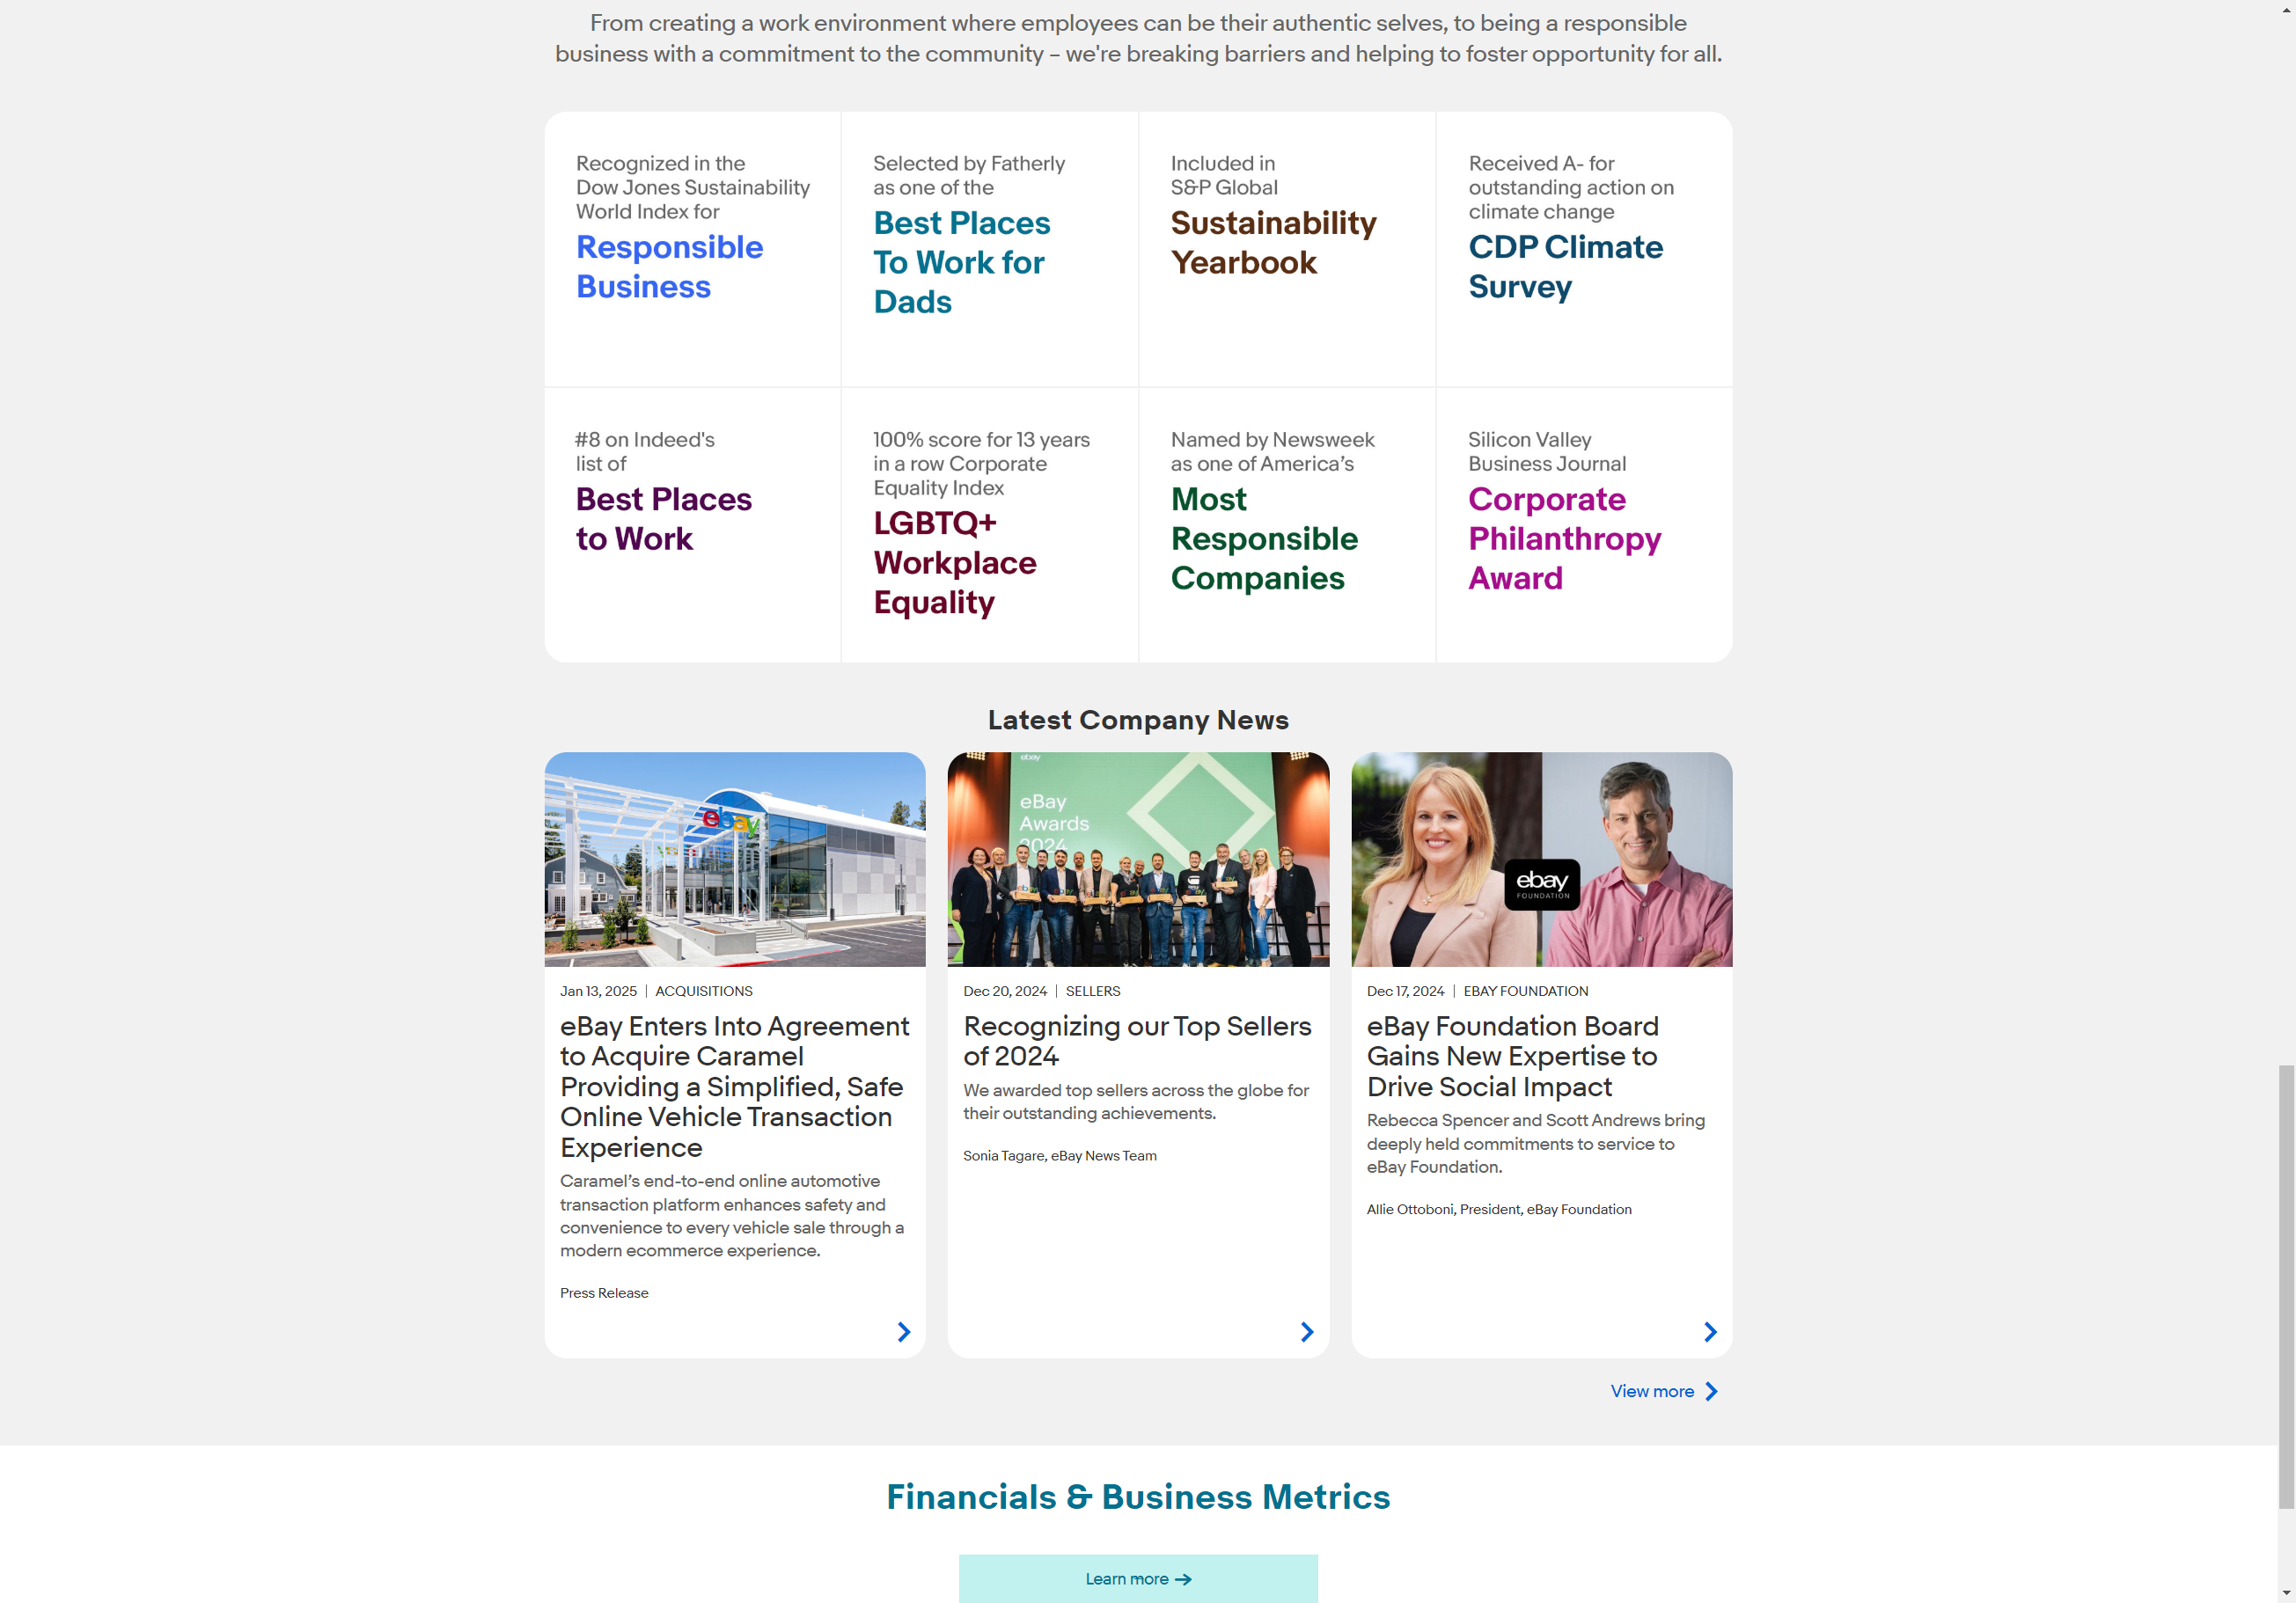 From creating a work environment where employees can be their authentic selves, to being a responsible
business with a commitment to the community – we're breaking barriers and helping to foster opportunity for all.
Recognized in the
Dow Jones Sustainability
World Index for
Responsible
Business
Selected by Fatherly
as one of the
Best Places
To Work for
Dads
Included in
S&P Global
Sustainability
Yearbook
Received A- for
outstanding action on
climate change
CDP Climate
Survey
#8 on Indeed's
list of
Best Places
to Work
100% score for 13 years
in a row Corporate
Equality Index
LGBTQ+
Workplace
Equality
Named by Newsweek
as one of America’s
Most
Responsible
Companies
Silicon Valley
Business Journal
Corporate
Philanthropy
Award
Latest Company News
ebay
Jan 13, 2025 | ACQUISITIONS
eBay Enters Into Agreement
to Acquire Caramel
Providing a Simplified, Safe
Online Vehicle Transaction
Experience
Caramel’s end-to-end online automotive
transaction platform enhances safety and
convenience to every vehicle sale through a
modern ecommerce experience.
Press Release
ebay
eBay
Awards
2024
Dec 20, 2024 | SELLERS
Recognizing our Top Sellers
of 2024
We awarded top sellers across the globe for
their outstanding achievements.
Sonia Tagare, eBay News Team
ebay
FOUNDATION
Dec 17, 2024 | EBAY FOUNDATION
eBay Foundation Board
Gains New Expertise to
Drive Social Impact
Rebecca Spencer and Scott Andrews bring
deeply held commitments to service to
eBay Foundation.
Allie Ottoboni, President, eBay Foundation
View more
Financials & Business Metrics
Learn more →